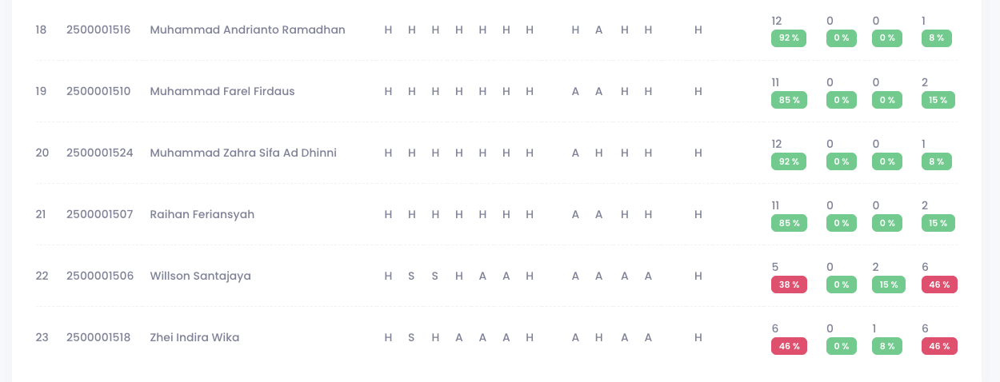 18 2500001516 Muhammad Andrianto Ramadhan H H H H H H H H A H H H 12 0 0 1
92 % 0 % 0 % 8 %
19 2500001510 Muhammad Farel Firdaus H H H H H H H A A H H H 11 0 0 2
85 % 0 % 0 % 15 %
20 2500001524 Muhammad Zahra Sifa Ad Dhinni H H H H H H H A H H H H 12 0 0 1
92 % 0 % 0 % 8 %
21 2500001507 Raihan Feriansyah H H H H H H H A A H H H 11 0 0 2
85 % 0 % 0 % 15 %
22 2500001506 Willson Santajaya H S S H A A H A A A A H 5 0 2 6
38 % 0 % 15 % 46 %
23 2500001518 Zhei Indira Wika H S H A A A H A H A A H 6 0 1 6
46 % 0 % 8 % 46 %